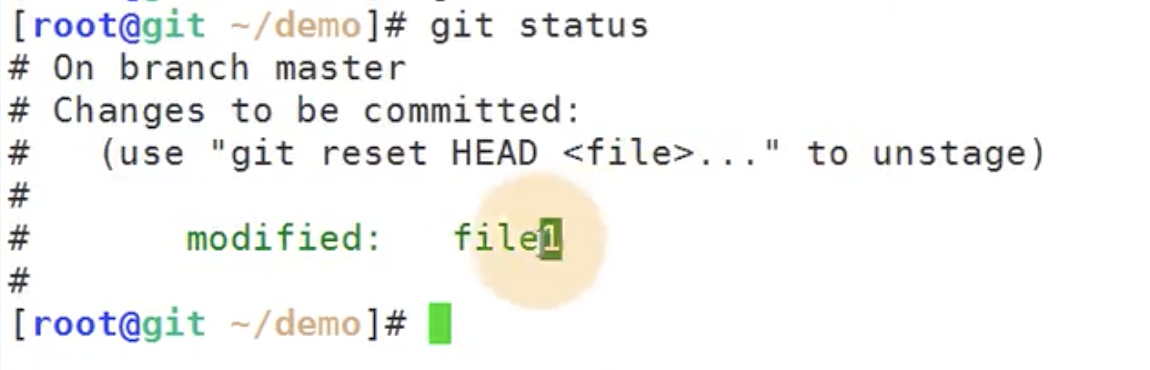 [root@git ~/demo]# git status
# On branch master
# Changes to be committed:
#   (use "git reset HEAD <file>..." to unstage)
#
#       modified:   file1
#
[root@git ~/demo]#